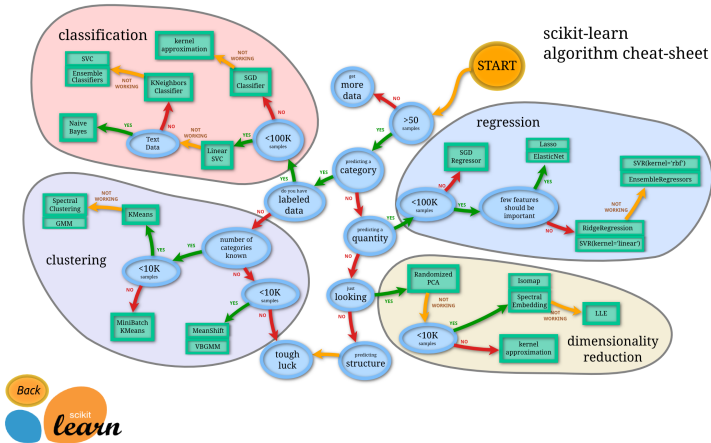 scikit-learn
algorithm cheat-sheet
START
classification
kernel
approximation
NOT
WORKING
SVC
Ensemble
Classifiers
NOT
WORKING
KNeighbors
Classifier
SGD
Classifier
NO
Naive
Bayes
YES
Text
Data
NO
NOT
WORKING
Linear
SVC
YES
<100K
samples
get
more
data
NO
>50
samples
YES
predicting a
category
YES
NO
do you have
labeled
data
YES
NO
predicting a
quantity
YES
NO
regression
SGD
Regressor
NO
<100K
samples
YES
few features
should be
important
YES
NO
Lasso
ElasticNet
SVR(kernel='rbf')
EnsembleRegressors
NOT
WORKING
RidgeRegression
SVR(kernel='linear')
clustering
Spectral
Clustering
GMM
NOT
WORKING
KMeans
YES
<10K
samples
NO
MiniBatch
KMeans
YES
number of
categories
known
NO
<10K
samples
YES
NO
MeanShift
VBGMM
tough
luck
just
looking
YES
NO
predicting
structure
Randomized
PCA
NOT
WORKING
<10K
samples
YES
NO
Isomap
Spectral
Embedding
NOT
WORKING
LLE
kernel
approximation
dimensionality
reduction
Back
scikit
learn